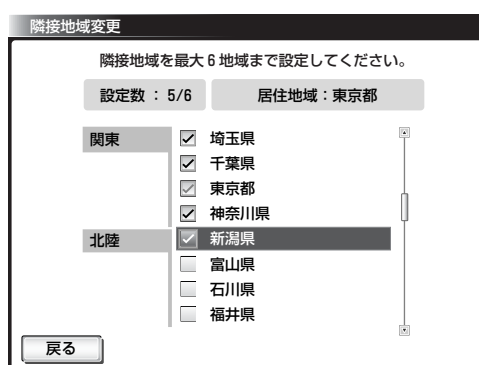 隣接地域変更
隣接地域を最大6地域まで設定してください。
設定数 : 5/6
居住地域：東京都
関東
埼玉県
千葉県
東京都
神奈川県
北陸
新潟県
富山県
石川県
福井県
戻る